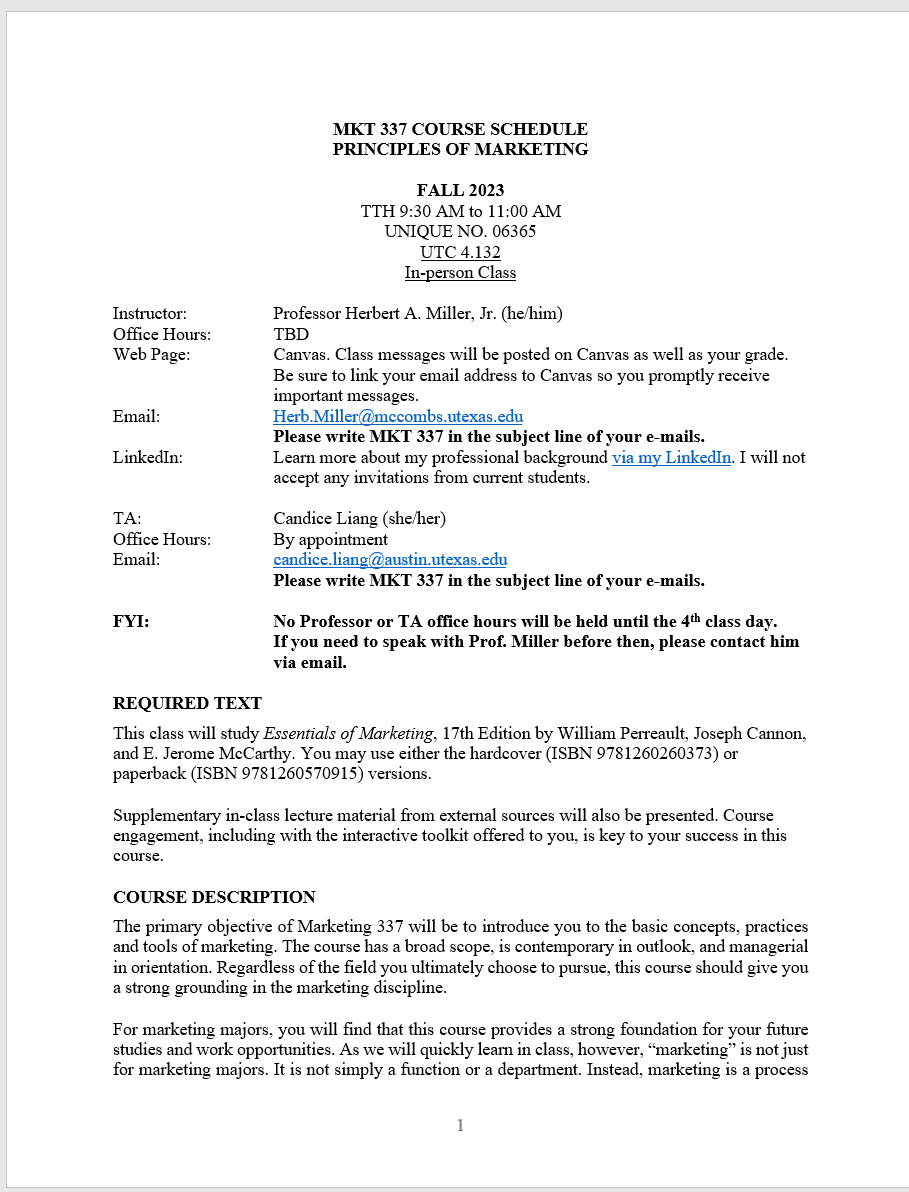 MKT 337 COURSE SCHEDULE
PRINCIPLES OF MARKETING
FALL 2023
TTH 9:30 AM to 11:00 AM
UNIQUE NO. 06365
UTC 4.132
In-person Class
Instructor: Professor Herbert A. Miller, Jr. (he/him)
Office Hours: TBD
Web Page: Canvas. Class messages will be posted on Canvas as well as your grade.
Be sure to link your email address to Canvas so you promptly receive
important messages.
Email: Herb.Miller@mccombs.utexas.edu
Please write MKT 337 in the subject line of your e-mails.
LinkedIn: Learn more about my professional background via my LinkedIn. I will not
accept any invitations from current students.
TA: Candice Liang (she/her)
Office Hours: By appointment
Email: candice.liang@austin.utexas.edu
Please write MKT 337 in the subject line of your e-mails.
FYI: No Professor or TA office hours will be held until the 4th class day.
If you need to speak with Prof. Miller before then, please contact him
via email.
REQUIRED TEXT
This class will study Essentials of Marketing, 17th Edition by William Perreault, Joseph Cannon,
and E. Jerome McCarthy. You may use either the hardcover (ISBN 9781260260373) or
paperback (ISBN 9781260570915) versions.
Supplementary in-class lecture material from external sources will also be presented. Course
engagement, including with the interactive toolkit offered to you, is key to your success in this
course.
COURSE DESCRIPTION
The primary objective of Marketing 337 will be to introduce you to the basic concepts, practices
and tools of marketing. The course has a broad scope, is contemporary in outlook, and managerial
in orientation. Regardless of the field you ultimately choose to pursue, this course should give you
a strong grounding in the marketing discipline.
For marketing majors, you will find that this course provides a strong foundation for your future
studies and work opportunities. As we will quickly learn in class, however, “marketing” is not just
for marketing majors. It is not simply a function or a department. Instead, marketing is a process
1